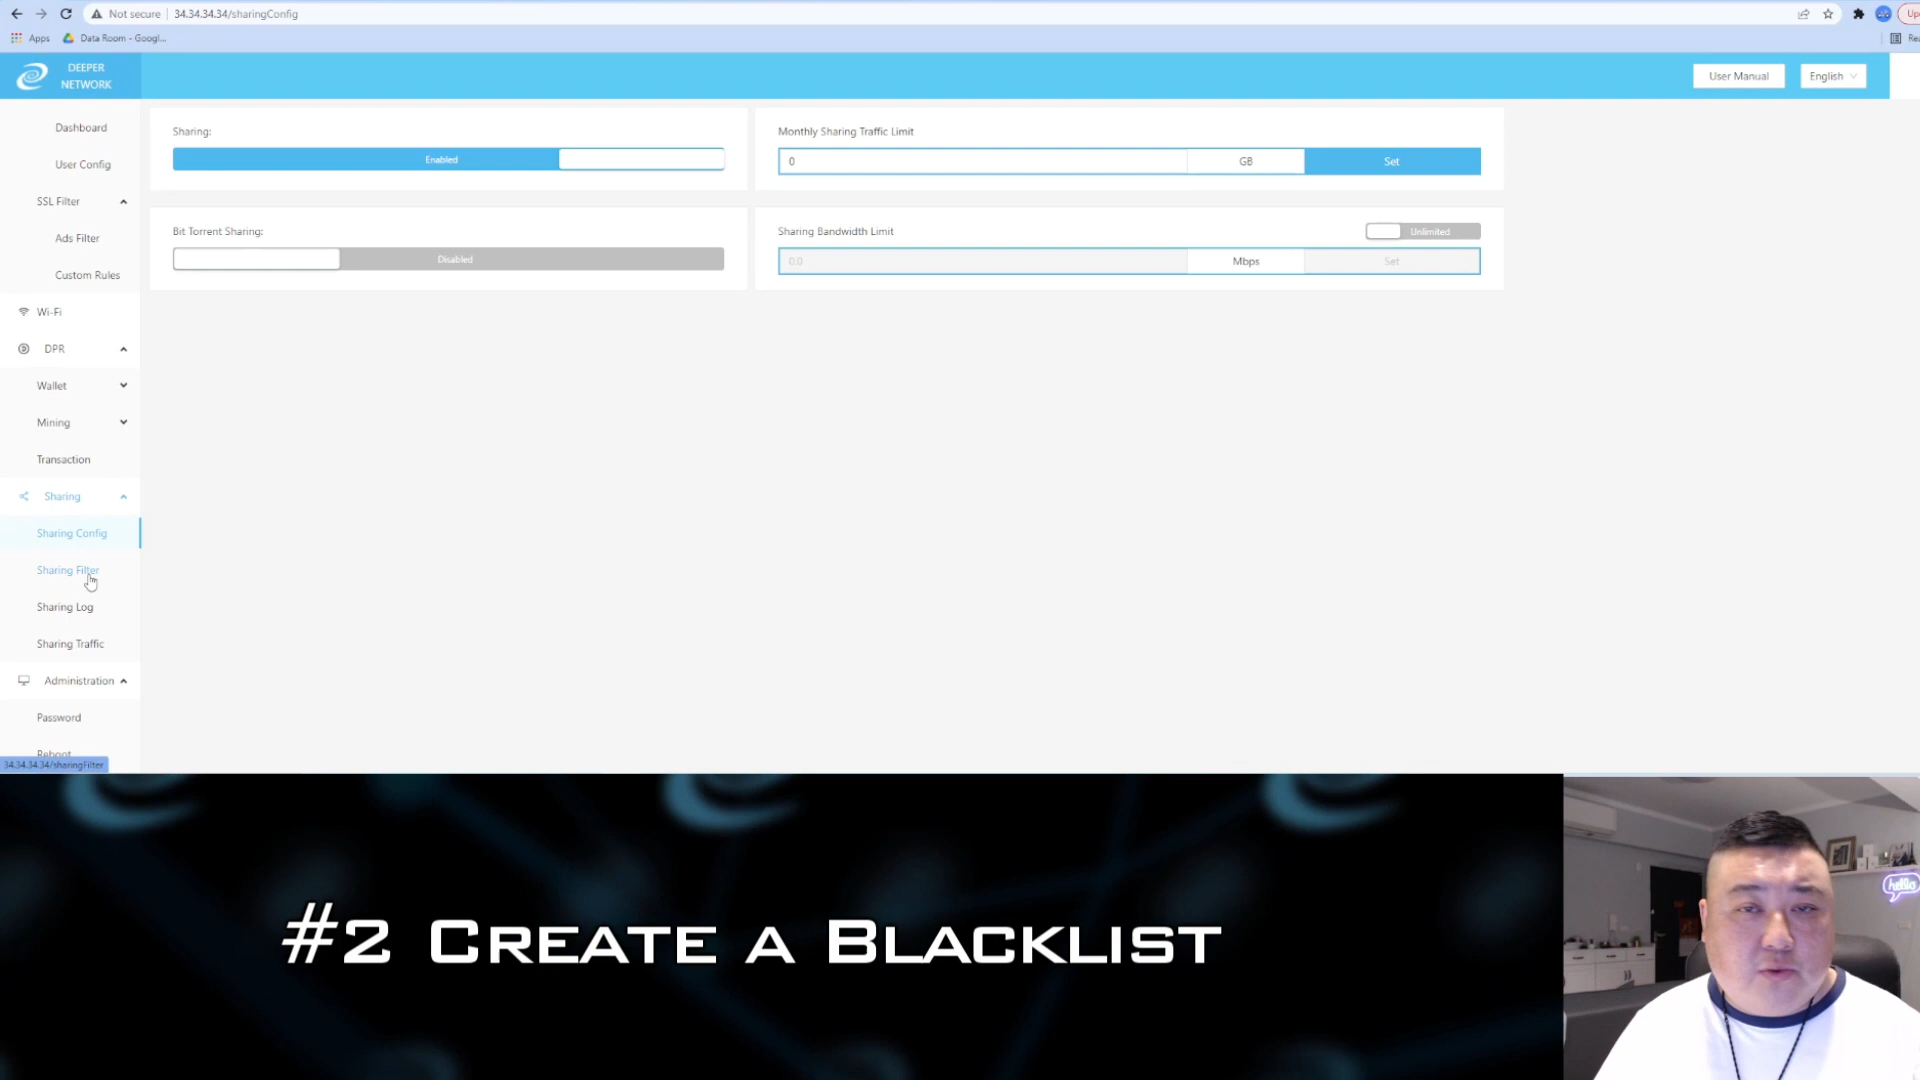 Not secure
34.34.34.34/sharingConfig
Apps
Data Room - Googl...
DEEPER
NETWORK
User Manual
English
Dashboard
User Config
SSL Filter
Ads Filter
Custom Rules
Wi-Fi
DPR
Wallet
Mining
Transaction
Sharing
Sharing Config
Sharing Filter
Sharing Log
Sharing Traffic
Administration
Password
Reboot
34.34.34.34/sharingFilter
Sharing:
Enabled
Monthly Sharing Traffic Limit
0
GB
Set
Bit Torrent Sharing:
Disabled
Sharing Bandwidth Limit
Unlimited
0.0
Mbps
Set
#2 CREATE A BLACKLIST
hello